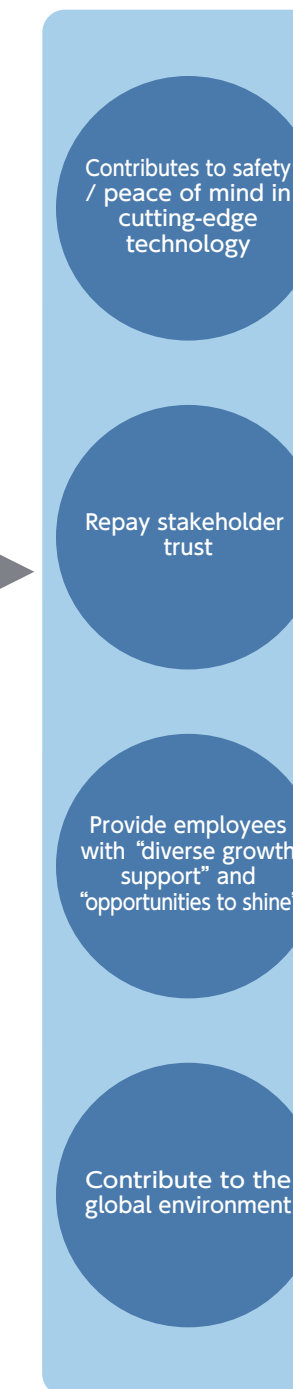 Contributes to safety
/ peace of mind in
cutting-edge
technology
Repay stakeholder
trust
Provide employees
with “diverse growth
support” and
“opportunities to shine”
Contribute to the
global environment